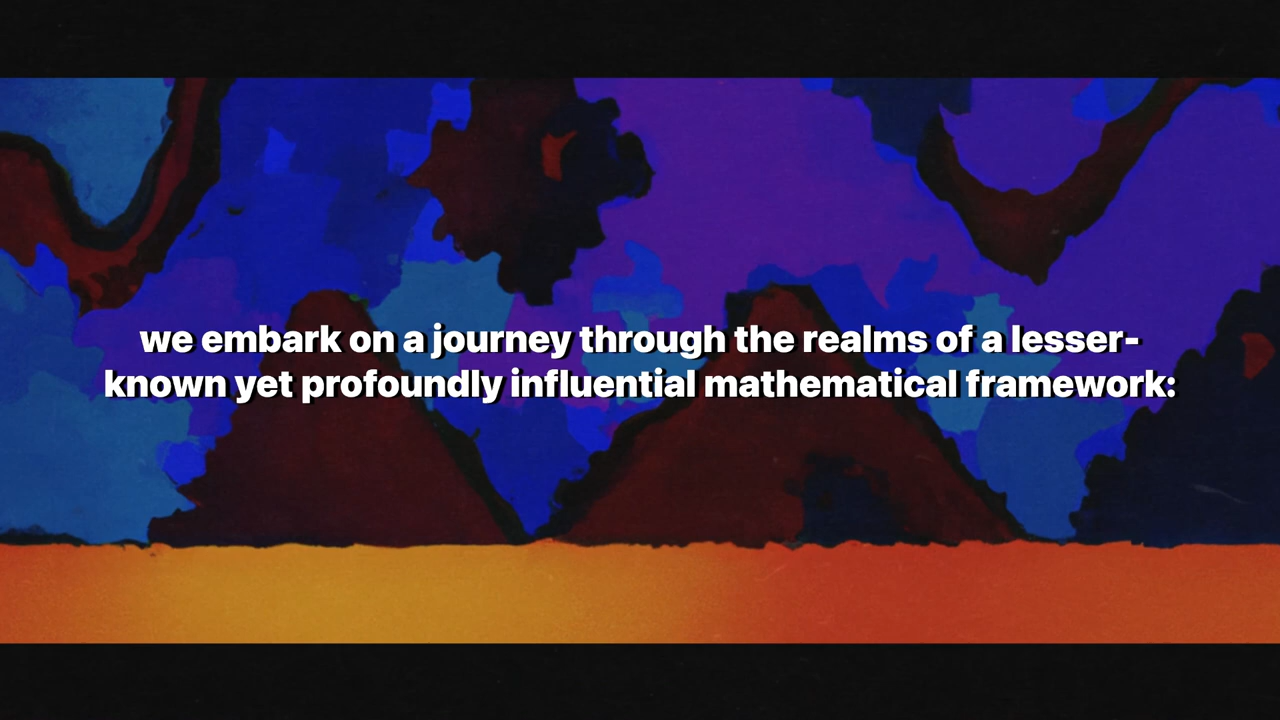 we embark on a journey through the realms of a lesser-
known yet profoundly influential mathematical framework: